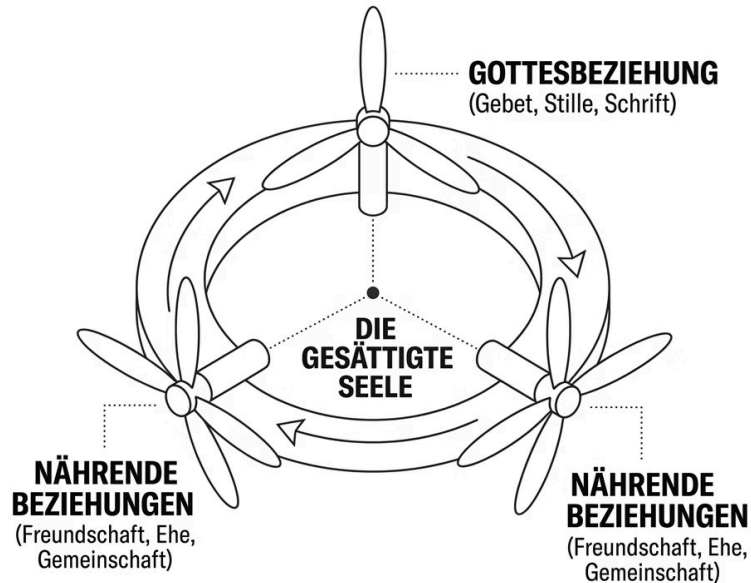 GOTTESBEZIEHUNG
(Gebet, Stille, Schrift)
DIE
GESÄTTIGTE
SEELE
NÄHRENDE
BEZIEHUNGEN
(Freundschaft, Ehe,
Gemeinschaft)
NÄHRENDE
BEZIEHUNGEN
(Freundschaft, Ehe,
Gemeinschaft)